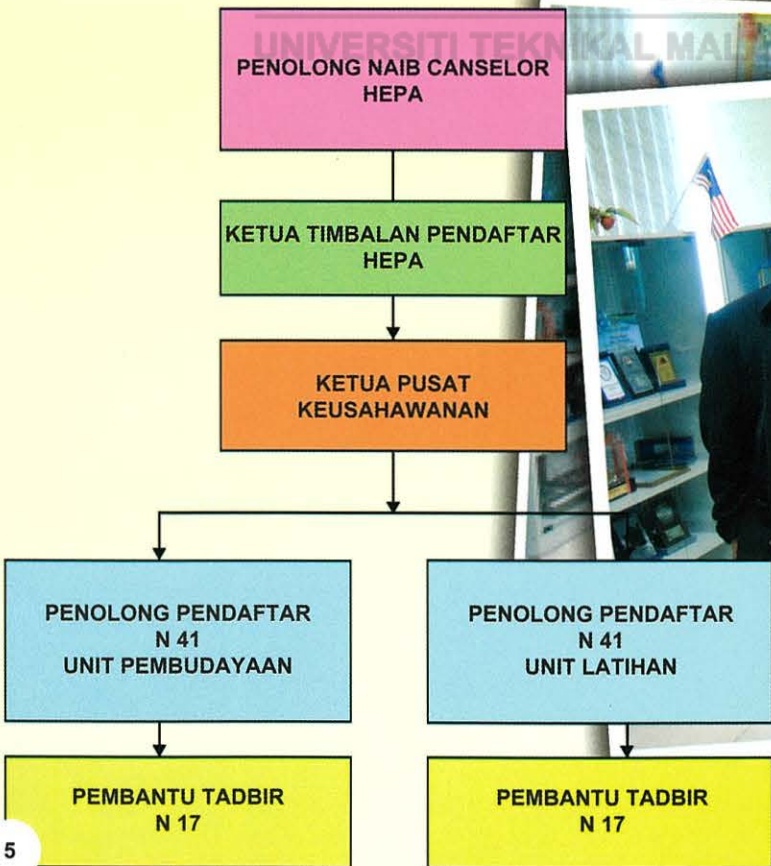 UNIVERSITI TEKNIKAL
PENOLONG NAIB CANSELOR
HEPA
KETUA TIMBALAN PENDAFTAR
HEPA
KETUA PUSAT
KEUSAHAWANAN
PENOLONG PENDAFTAR
N 41
UNIT PEMBUDAYAAN
PENOLONG PENDAFTAR
N 41
UNIT LATIHAN
PEMBANTU TADBIR
N 17
PEMBANTU TADBIR
N 17
5